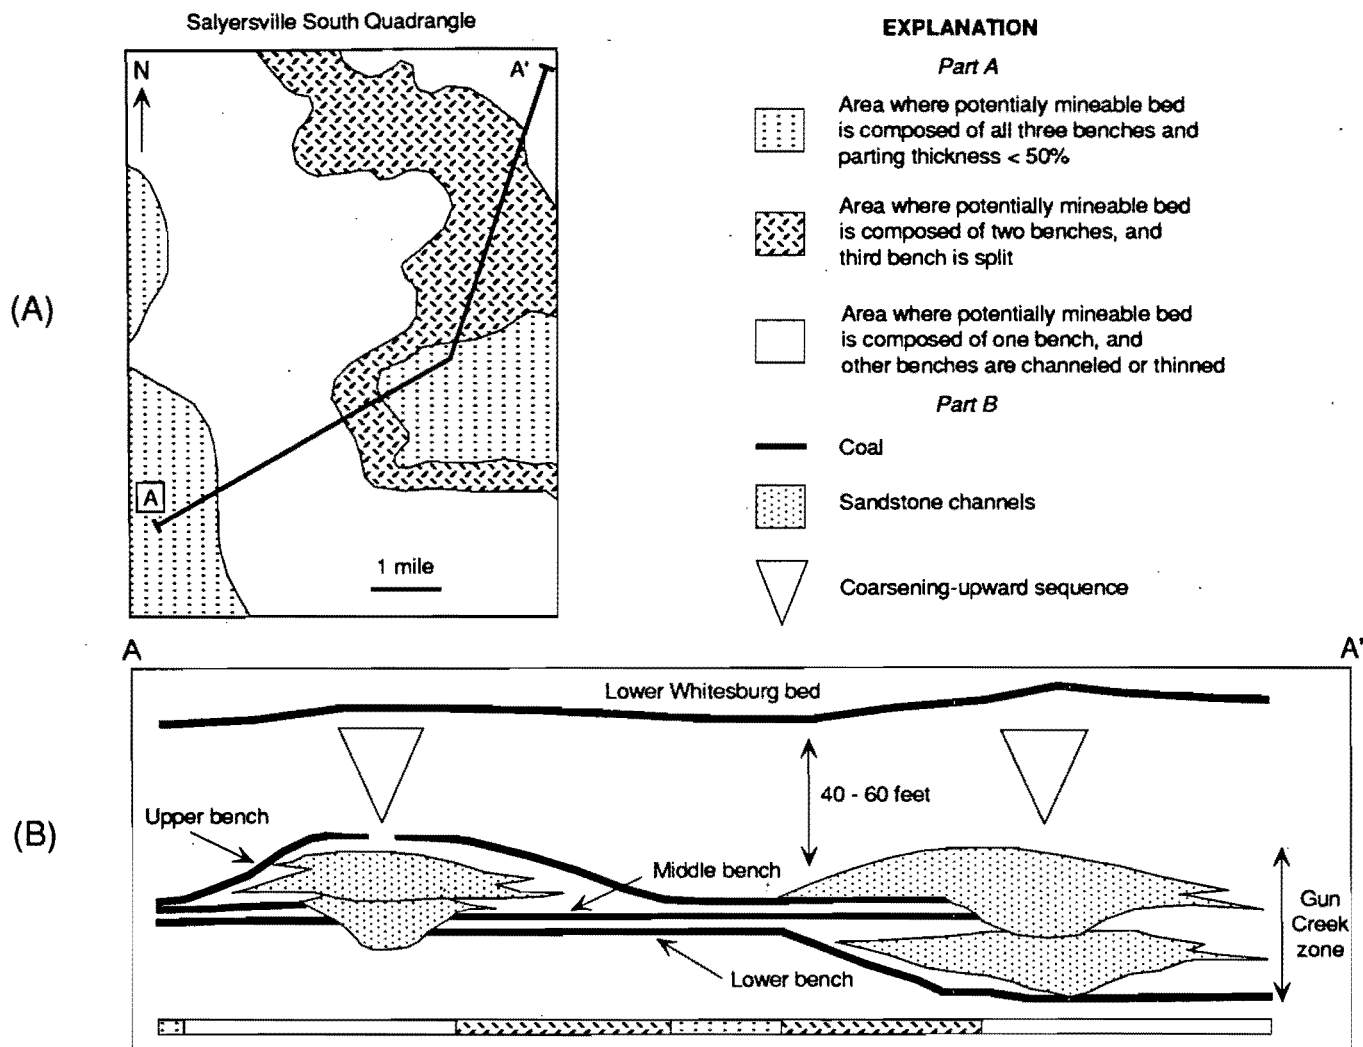 Salyersville South Quadrangle
N
A'
(A)
A
1 mile
EXPLANATION
Part A
Area where potentialy mineable bed
is composed of all three benches and
parting thickness < 50%
Area where potentially mineable bed
is composed of two benches, and
third bench is split
Area where potentially mineable bed
is composed of one bench, and
other benches are channeled or thinned
Part B
Coal
Sandstone channels
Coarsening-upward sequence
A
A'
Lower Whitesburg bed
40 - 60 feet
Upper bench
(B)
Middle bench
Gun
Creek
zone
Lower bench